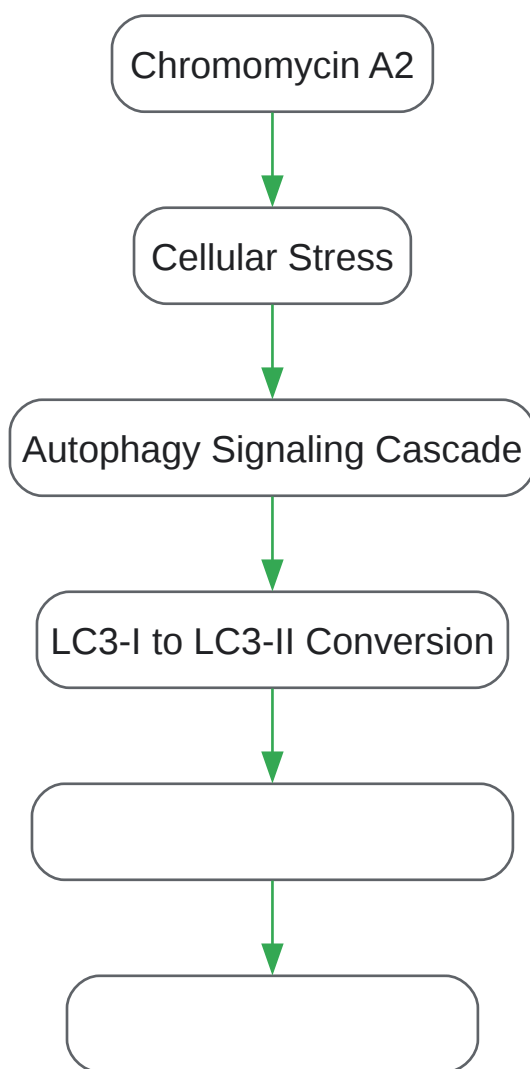 Chromomycin A2
Cellular Stress
Autophagy Signaling Cascade
LC3-I to LC3-II Conversion